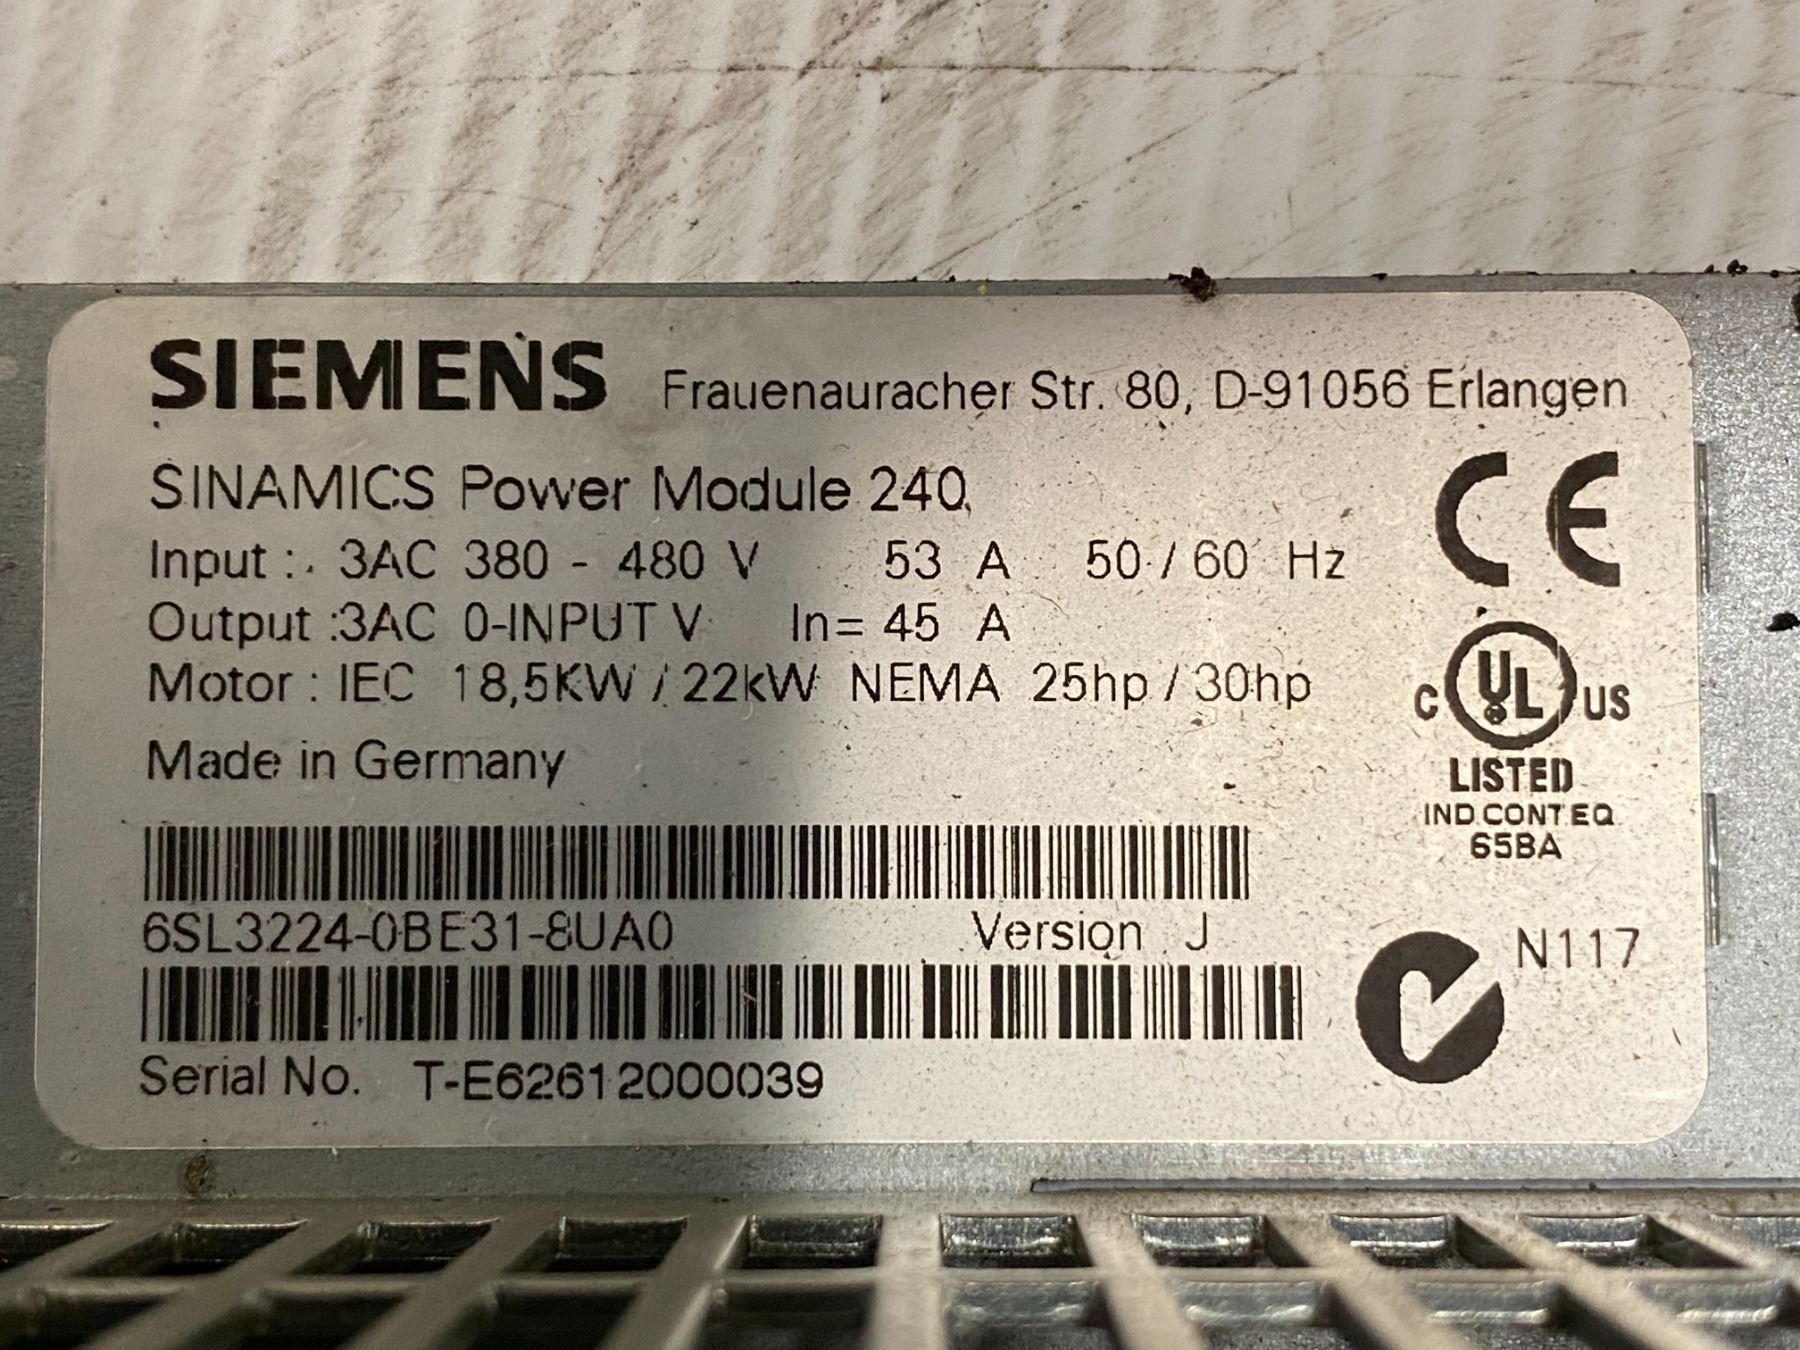 SIEMENS Frauenauracher Str. 80, D-91056 Erlangen
SINAMICS Power Module 240
Input : 3AC 380 - 480 V 53 A 50 / 60 Hz
Output :3AC 0-INPUT V In= 45 A
Motor : IEC 18,5KW / 22kW NEMA 25hp / 30hp
Made in Germany
CE
C UL US
LISTED
IND CONT EQ
65BA
6SL3224-0BE31-8UA0 Version J
N117
Serial No. T-E62612000039